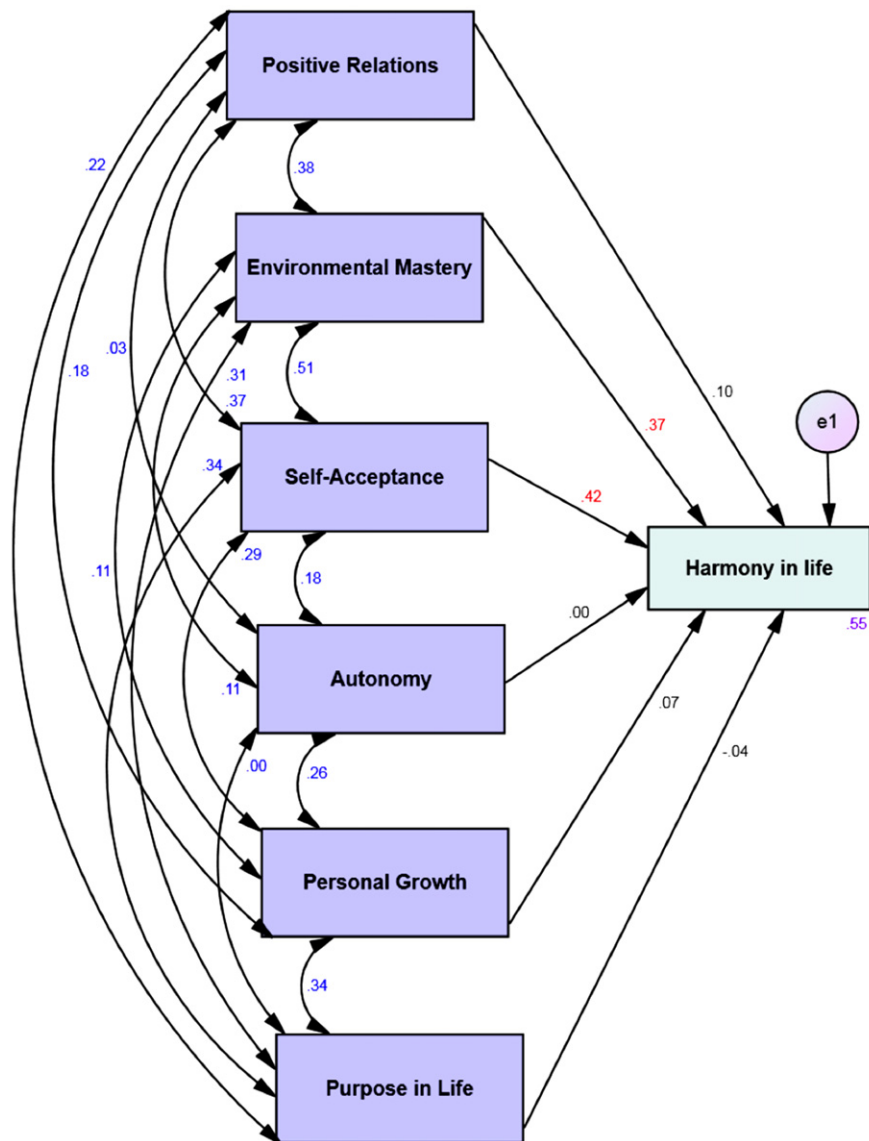 Positive Relations
.22
.38
Environmental Mastery
.03
.18
.31
.51
.37
.10
e1
.37
.34
Self-Acceptance
.42
.11
.29
.18
Harmony in life
.00
.55
.11
Autonomy
.07
.00
.26
-.04
Personal Growth
.34
Purpose in Life